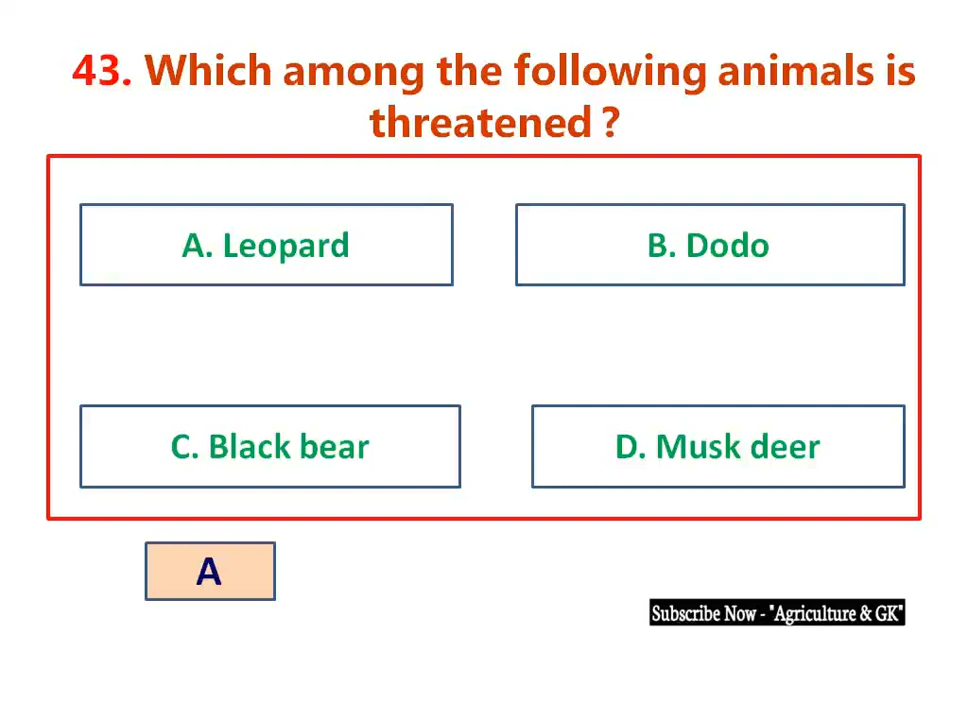 43. Which among the following animals is
threatened ?
A. Leopard
B. Dodo
C. Black bear
D. Musk deer
A
Subscribe Now - "Agriculture & GK"